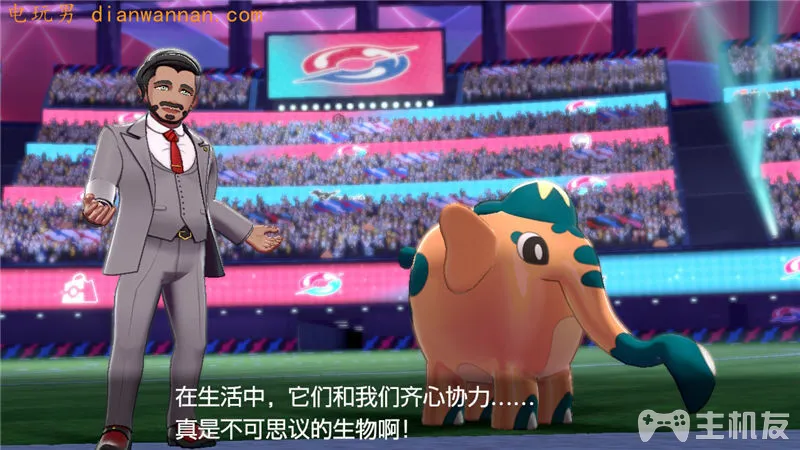 电玩男 dianwannan.com
在生活中，它们和我们齐心协力……
真是不可思议的生物啊！
主机友